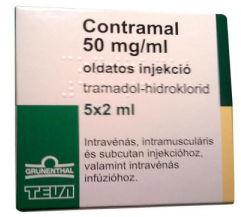 Contramal
50 mg/ml
oldatos injekció
tramadol-hidroklorid
5x2 ml
Intravénás, intramusculáris
és subcutan injekcióhoz,
valamint intravénás
infúzióhoz.
GRÜNENTHAL
TEVA